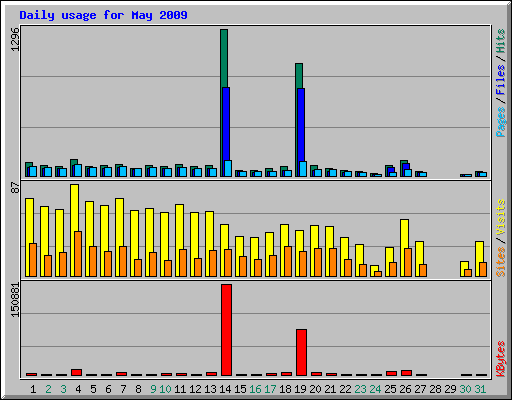 Daily usage for May 2009
1296
Pages / Files / Hits
87
Sites / Visits
150881
KBytes
1 2 3 4 5 6 7 8 9 10 11 12 13 14 15 16 17 18 19 20 21 22 23 24 25 26 27 28 29 30 31